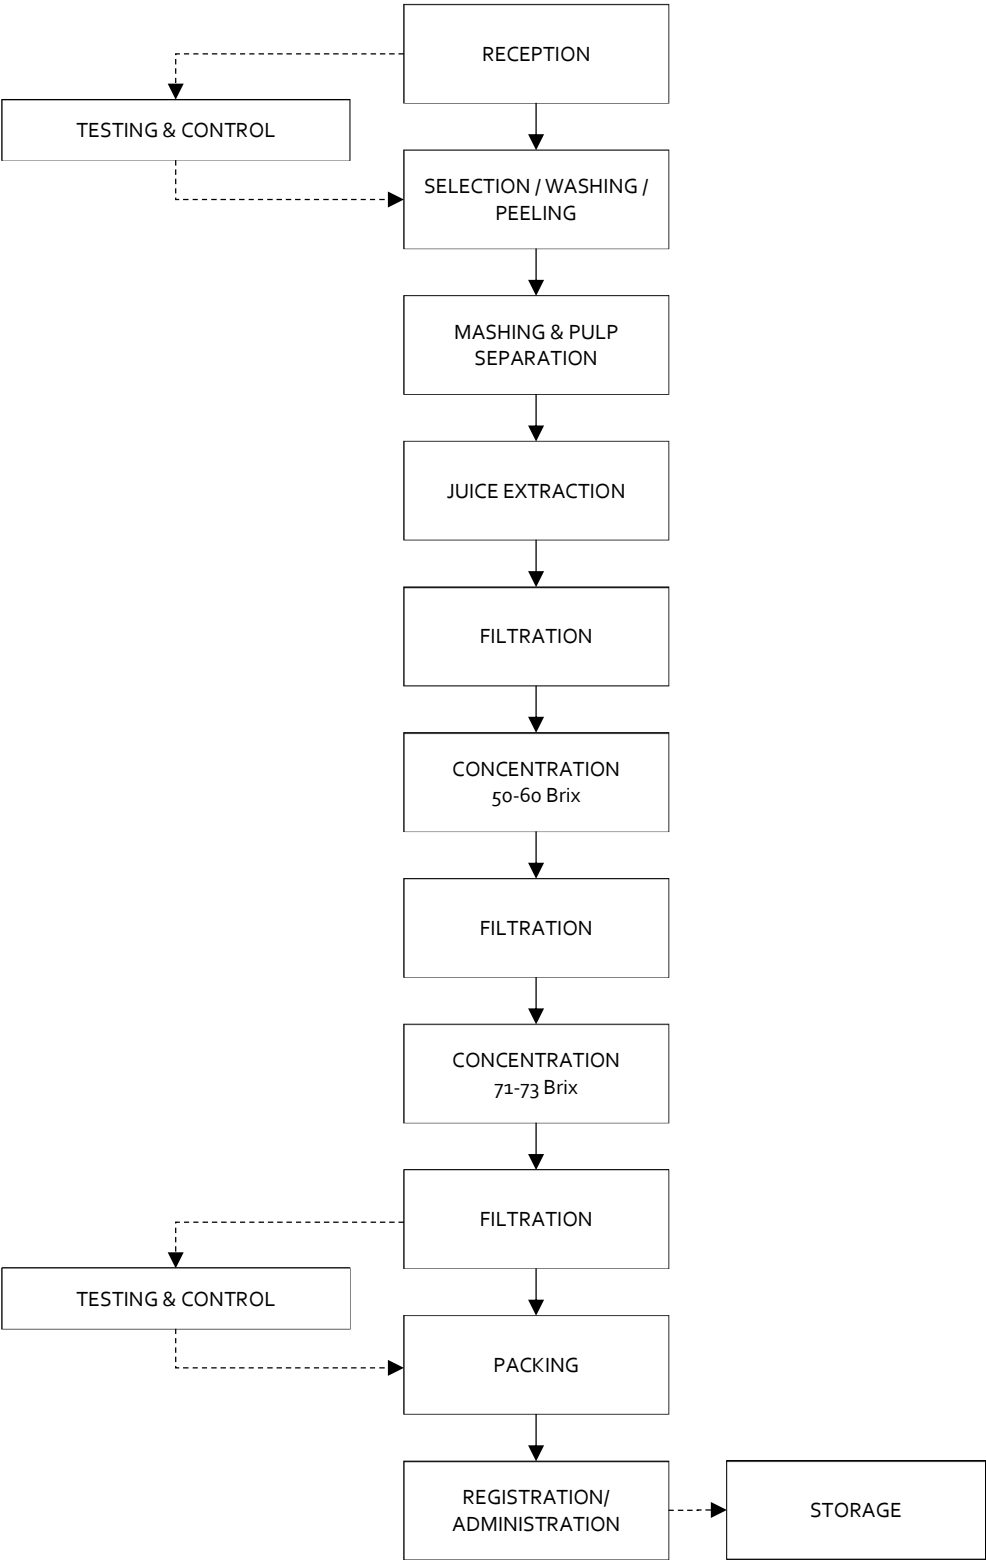 RECEPTION
TESTING & CONTROL
SELECTION / WASHING /
PEELING
MASHING & PULP
SEPARATION
JUICE EXTRACTION
FILTRATION
CONCENTRATION
50-60 Brix
FILTRATION
CONCENTRATION
71-73 Brix
FILTRATION
TESTING & CONTROL
PACKING
REGISTRATION/
ADMINISTRATION
STORAGE